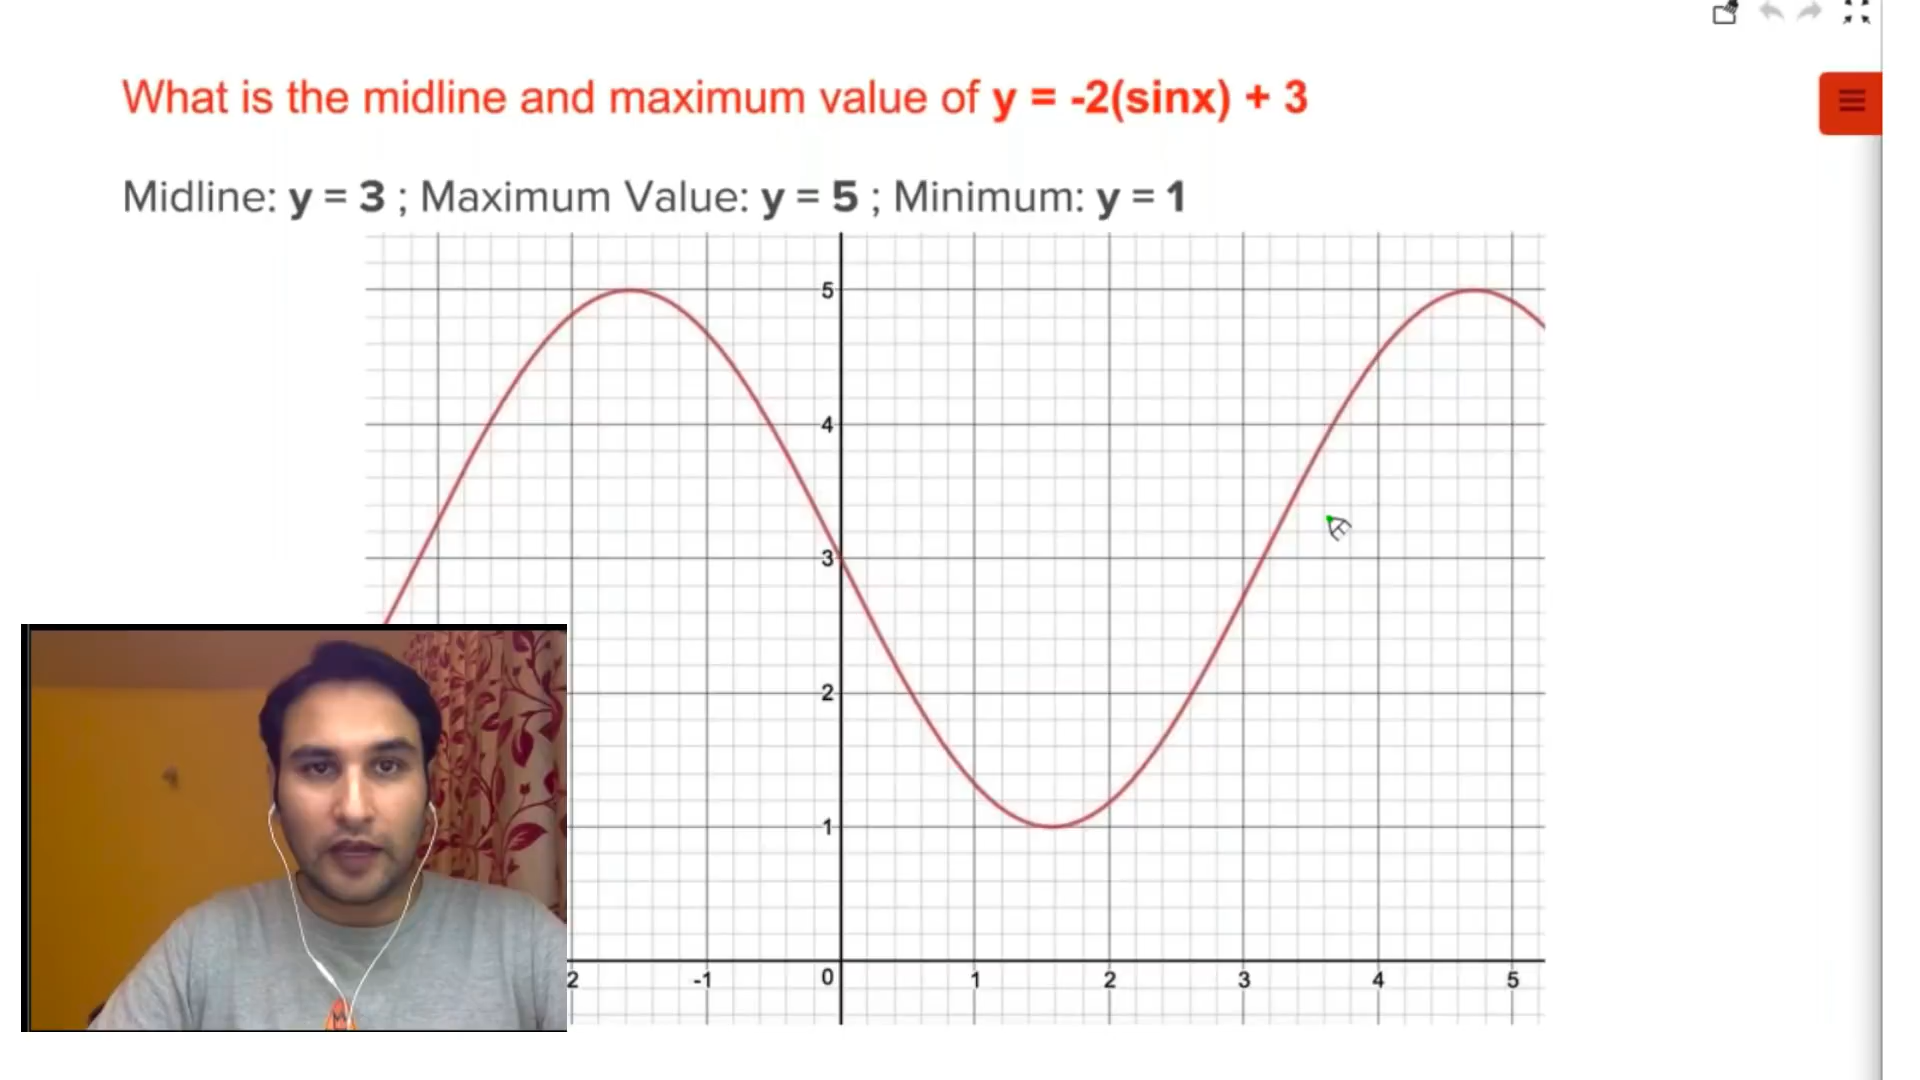 What is the midline and maximum value of y = -2(sinx) + 3
Midline: y = 3 ; Maximum Value: y = 5 ; Minimum: y = 1
5
4
3
2
1
2 -1 0 1 2 3 4 5